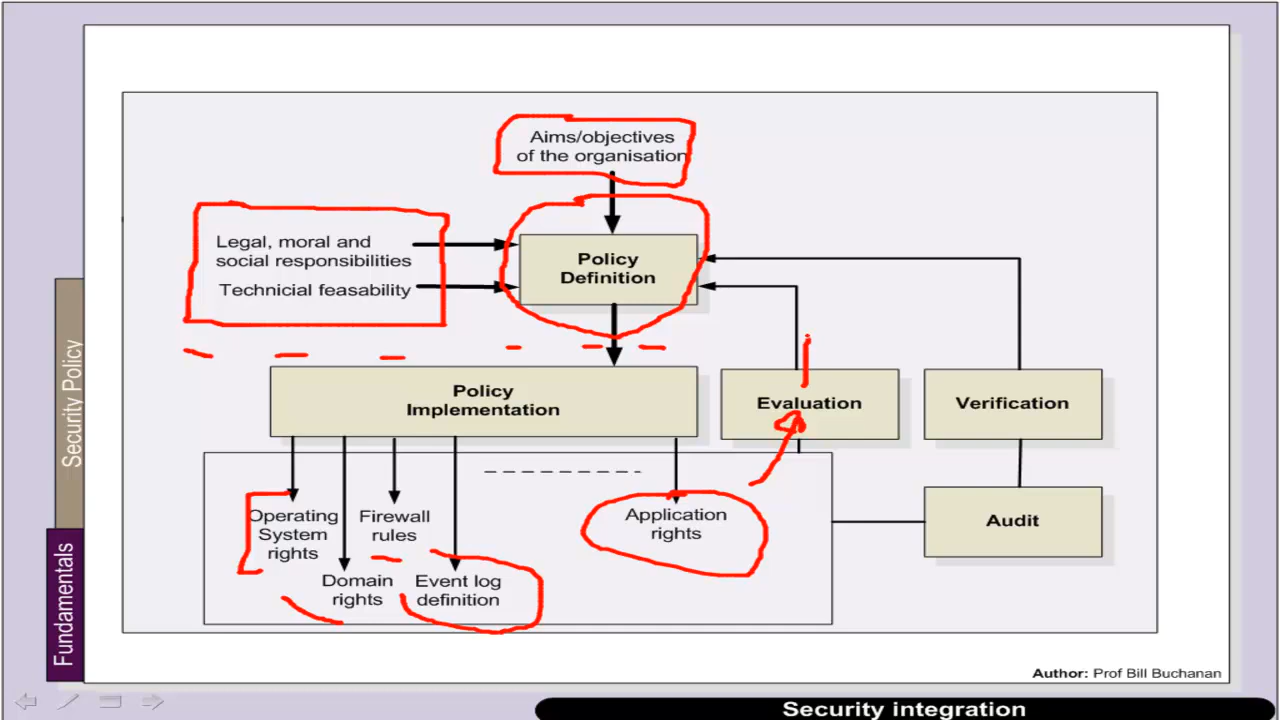 Aims/objectives
of the organisation
Legal, moral and
social responsibilities
Technicial feasability
Policy
Definition
Policy
Implementation
Evaluation
Verification
Operating
System
rights
Firewall
rules
Application
rights
Audit
Domain
rights
Event log
definition
Security Policy
Fundamentals
Author: Prof Bill Buchanan
Security integration